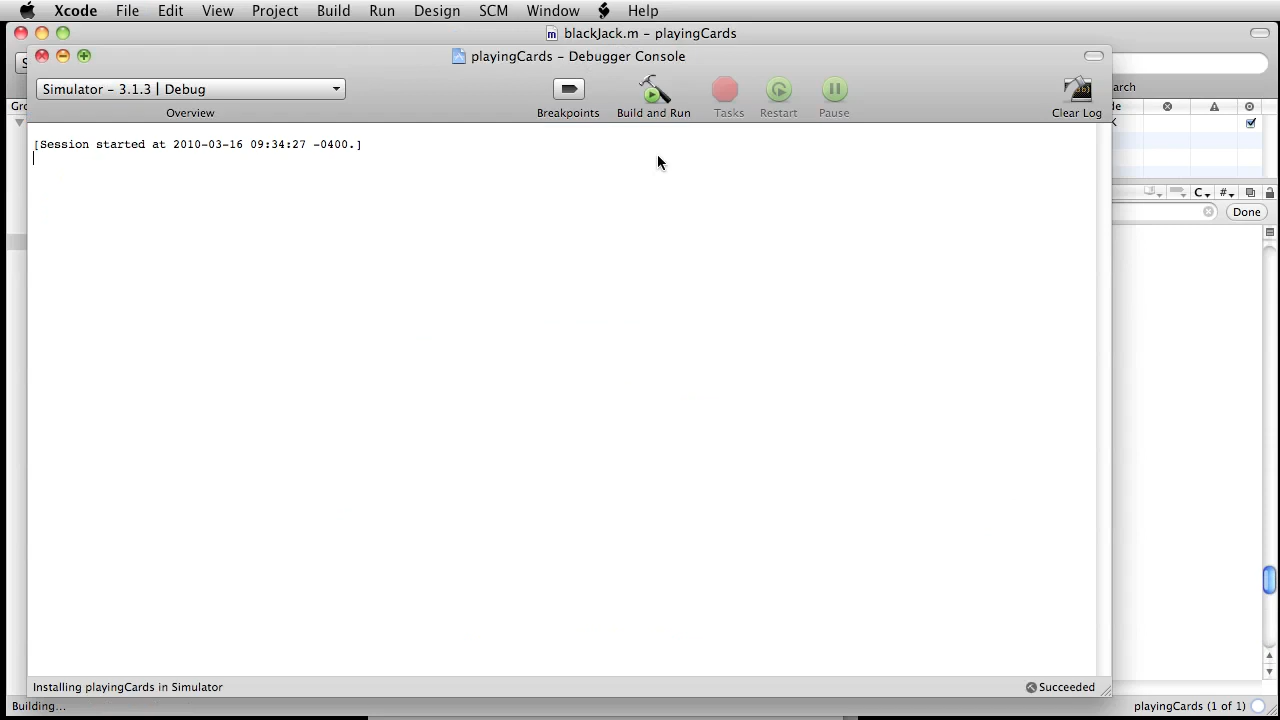 Xcode File Edit View Project Build Run Design SCM Window Help
blackJack.m – playingCards
playingCards – Debugger Console
Simulator – 3.1.3 | Debug
Overview
Breakpoints
Build and Run
Tasks
Restart
Pause
Clear Log
arch
Gro
de
[Session started at 2010-03-16 09:34:27 -0400.]
K
C
#
Done
Installing playingCards in Simulator
Succeeded
Building...
playingCards (1 of 1)